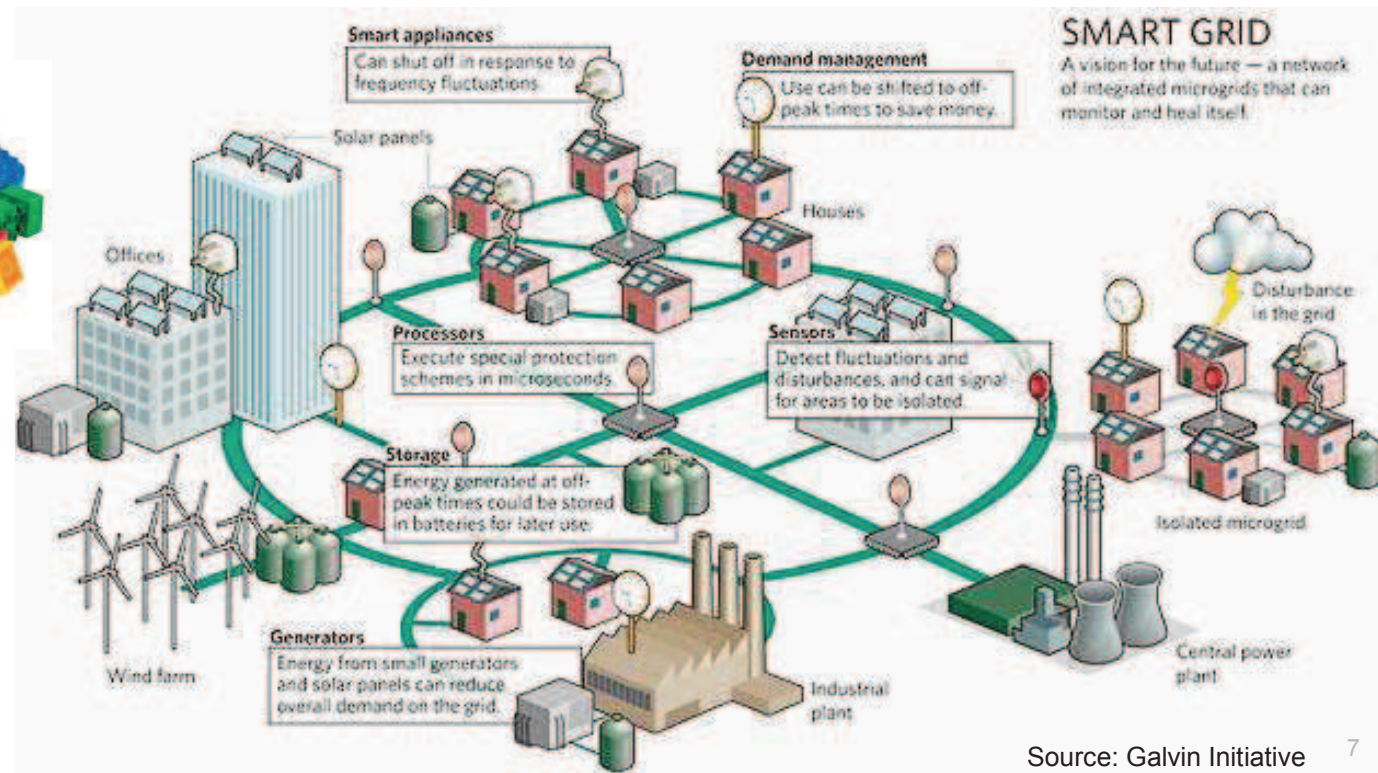 SMART GRID
A vision for the future — a network
of integrated microgrids that can
monitor and heal itself.
Smart appliances
Can shut off in response to
frequency fluctuations.
Demand management
Use can be shifted to off-
peak times to save money.
Solar panels
Houses
Offices
Disturbance
in the grid
Processors
Execute special protection
schemes in microseconds.
Sensors
Detect fluctuations and
disturbances, and can signal
for areas to be isolated.
Storage
Energy generated at off-
peak times could be stored
in batteries for later use.
Isolated microgrid
Generators
Energy from small generators
and solar panels can reduce
overall demand on the grid.
Wind farm
Industrial
plant
Central power
plant
Source: Galvin Initiative
7